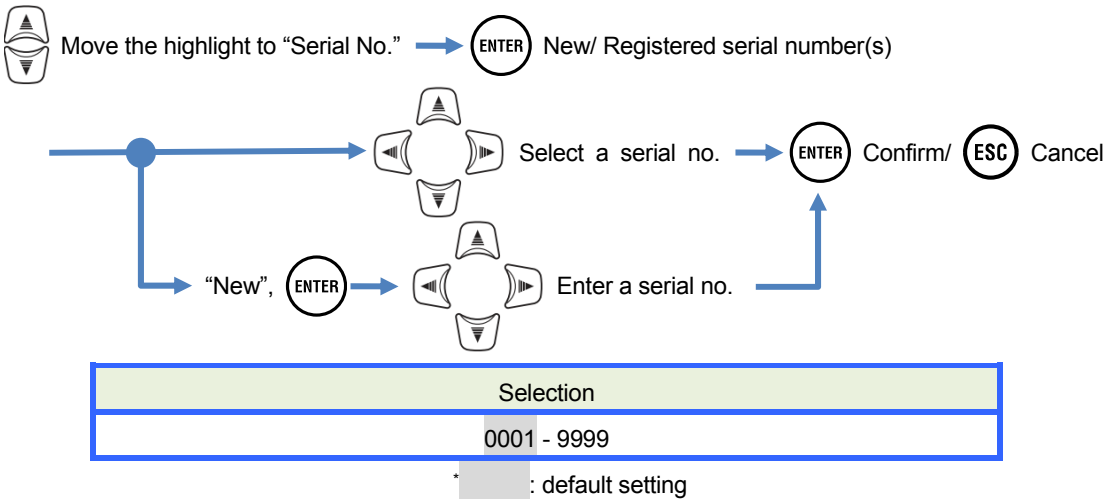 Move the highlight to “Serial No.” ENTER New/ Registered serial number(s)
Select a serial no. ENTER Confirm/ ESC Cancel
“New”, ENTER Enter a serial no.
Selection
0001 - 9999
* : default setting